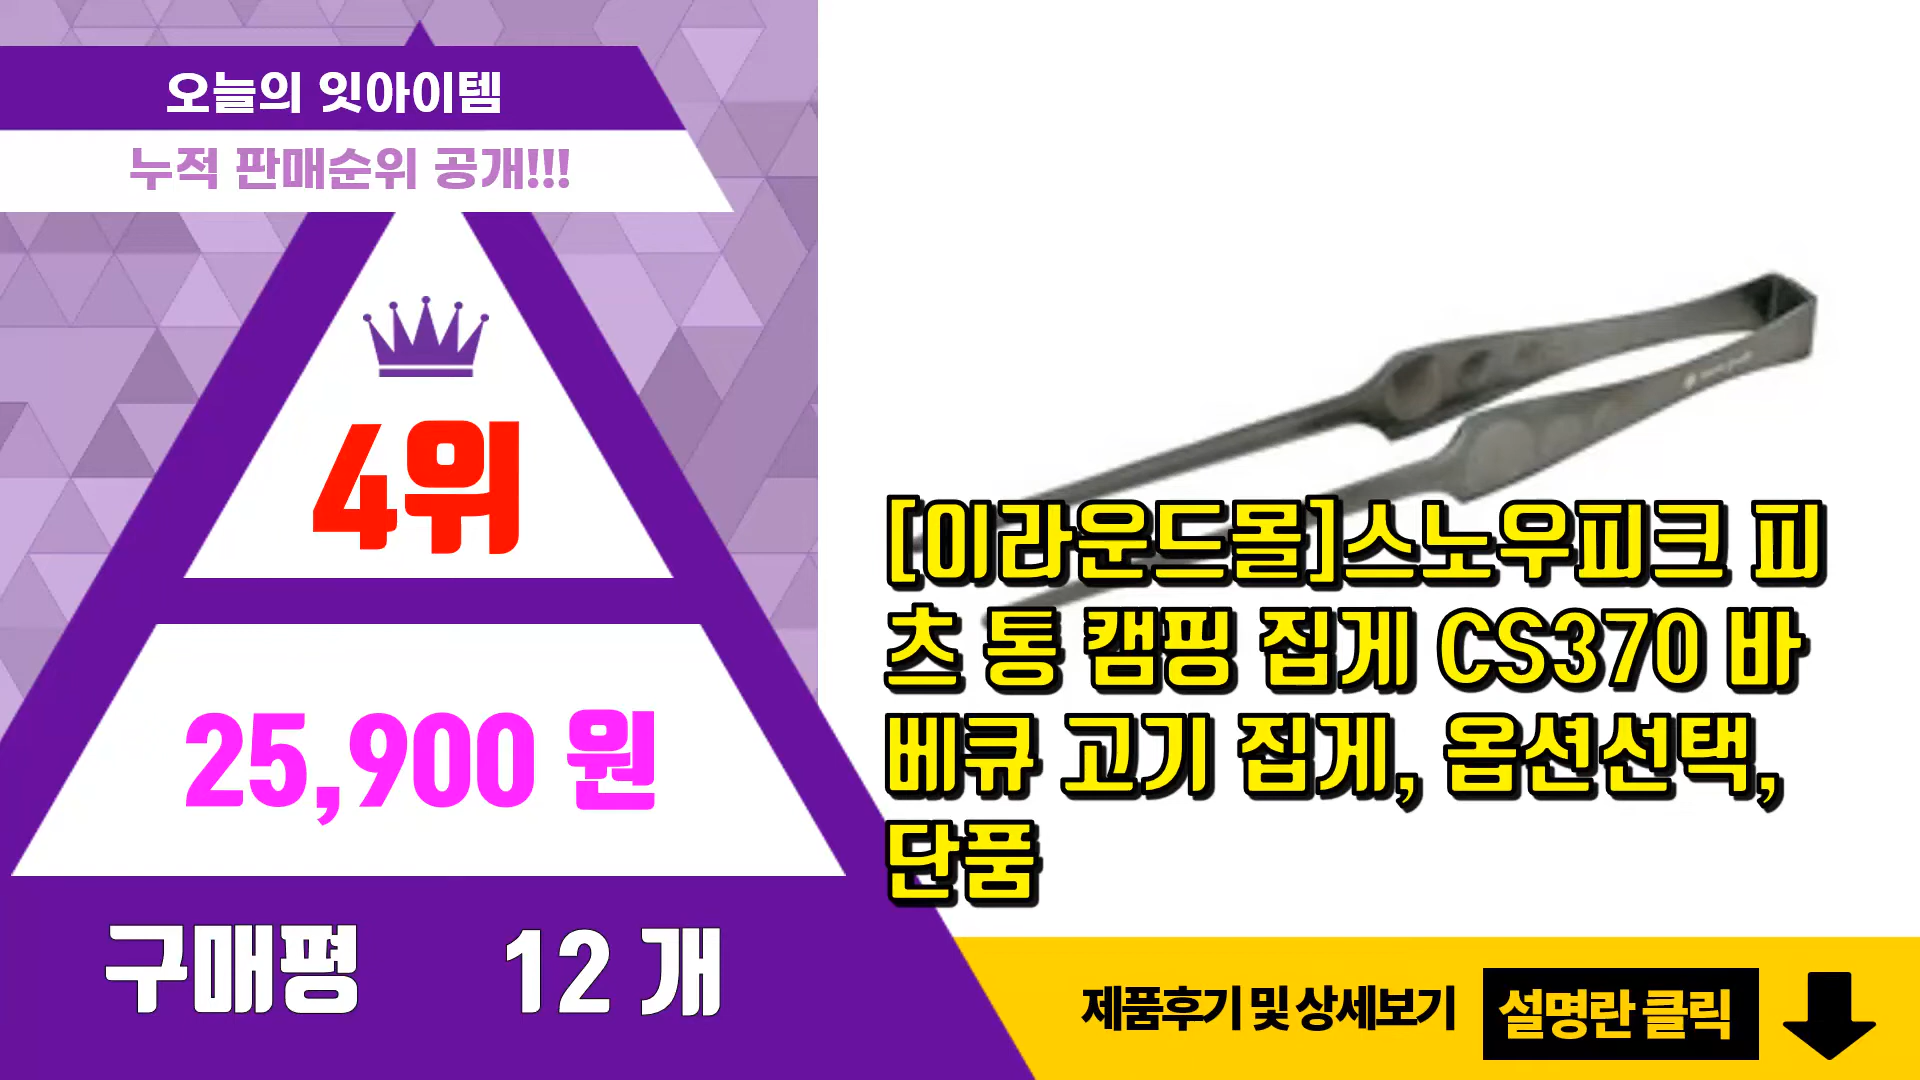 오늘의 잇아이템
누적 판매순위 공개!!!
4위
25,900 원
구매평 12 개
[이라운드몰]스노우피크 피
츠 통 캠핑 집게 CS370 바
베큐 고기 집게, 옵션선택,
단품
제품후기 및 상세보기 설명란 클릭